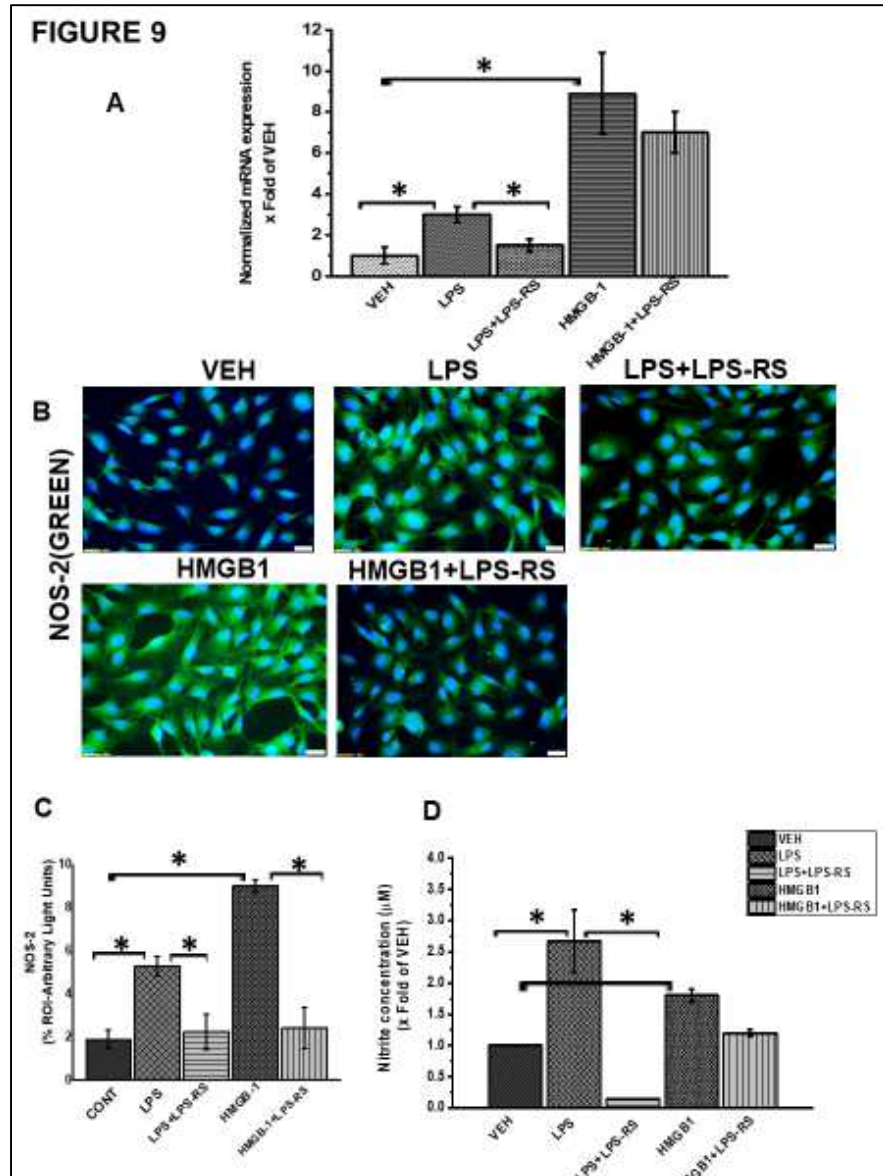 FIGURE 9
A
Normalized mRNA expression
x Fold of VEH
12
10
8
6
4
2
0
*
*
*
VEH
LPS
LPS+LPS-RS
HMGB-1
HMGB-1+LPS-RS
B
NOS-2(GREEN)
VEH
LPS
LPS+LPS-RS
HMGB1
HMGB1+LPS-RS
C
NOS-2
(% ROI-Arbitrary Light Units)
10
8
6
4
2
0
*
*
*
*
CONT
LPS
LPS+LPS-RS
HMGB-1
HMGB-1+LPS-RS
D
VEH
LPS
LPS+LPS-RS
HMGB1
HMGB1+LPS-RS
Nitrite concentration (μM)
(x Fold of VEH)
4.0
3.5
3.0
2.5
2.0
1.5
1.0
0.5
0.0
*
*
VEH
LPS
LPS+LPS-RS
HMGB1
HMGB1+LPS-RS